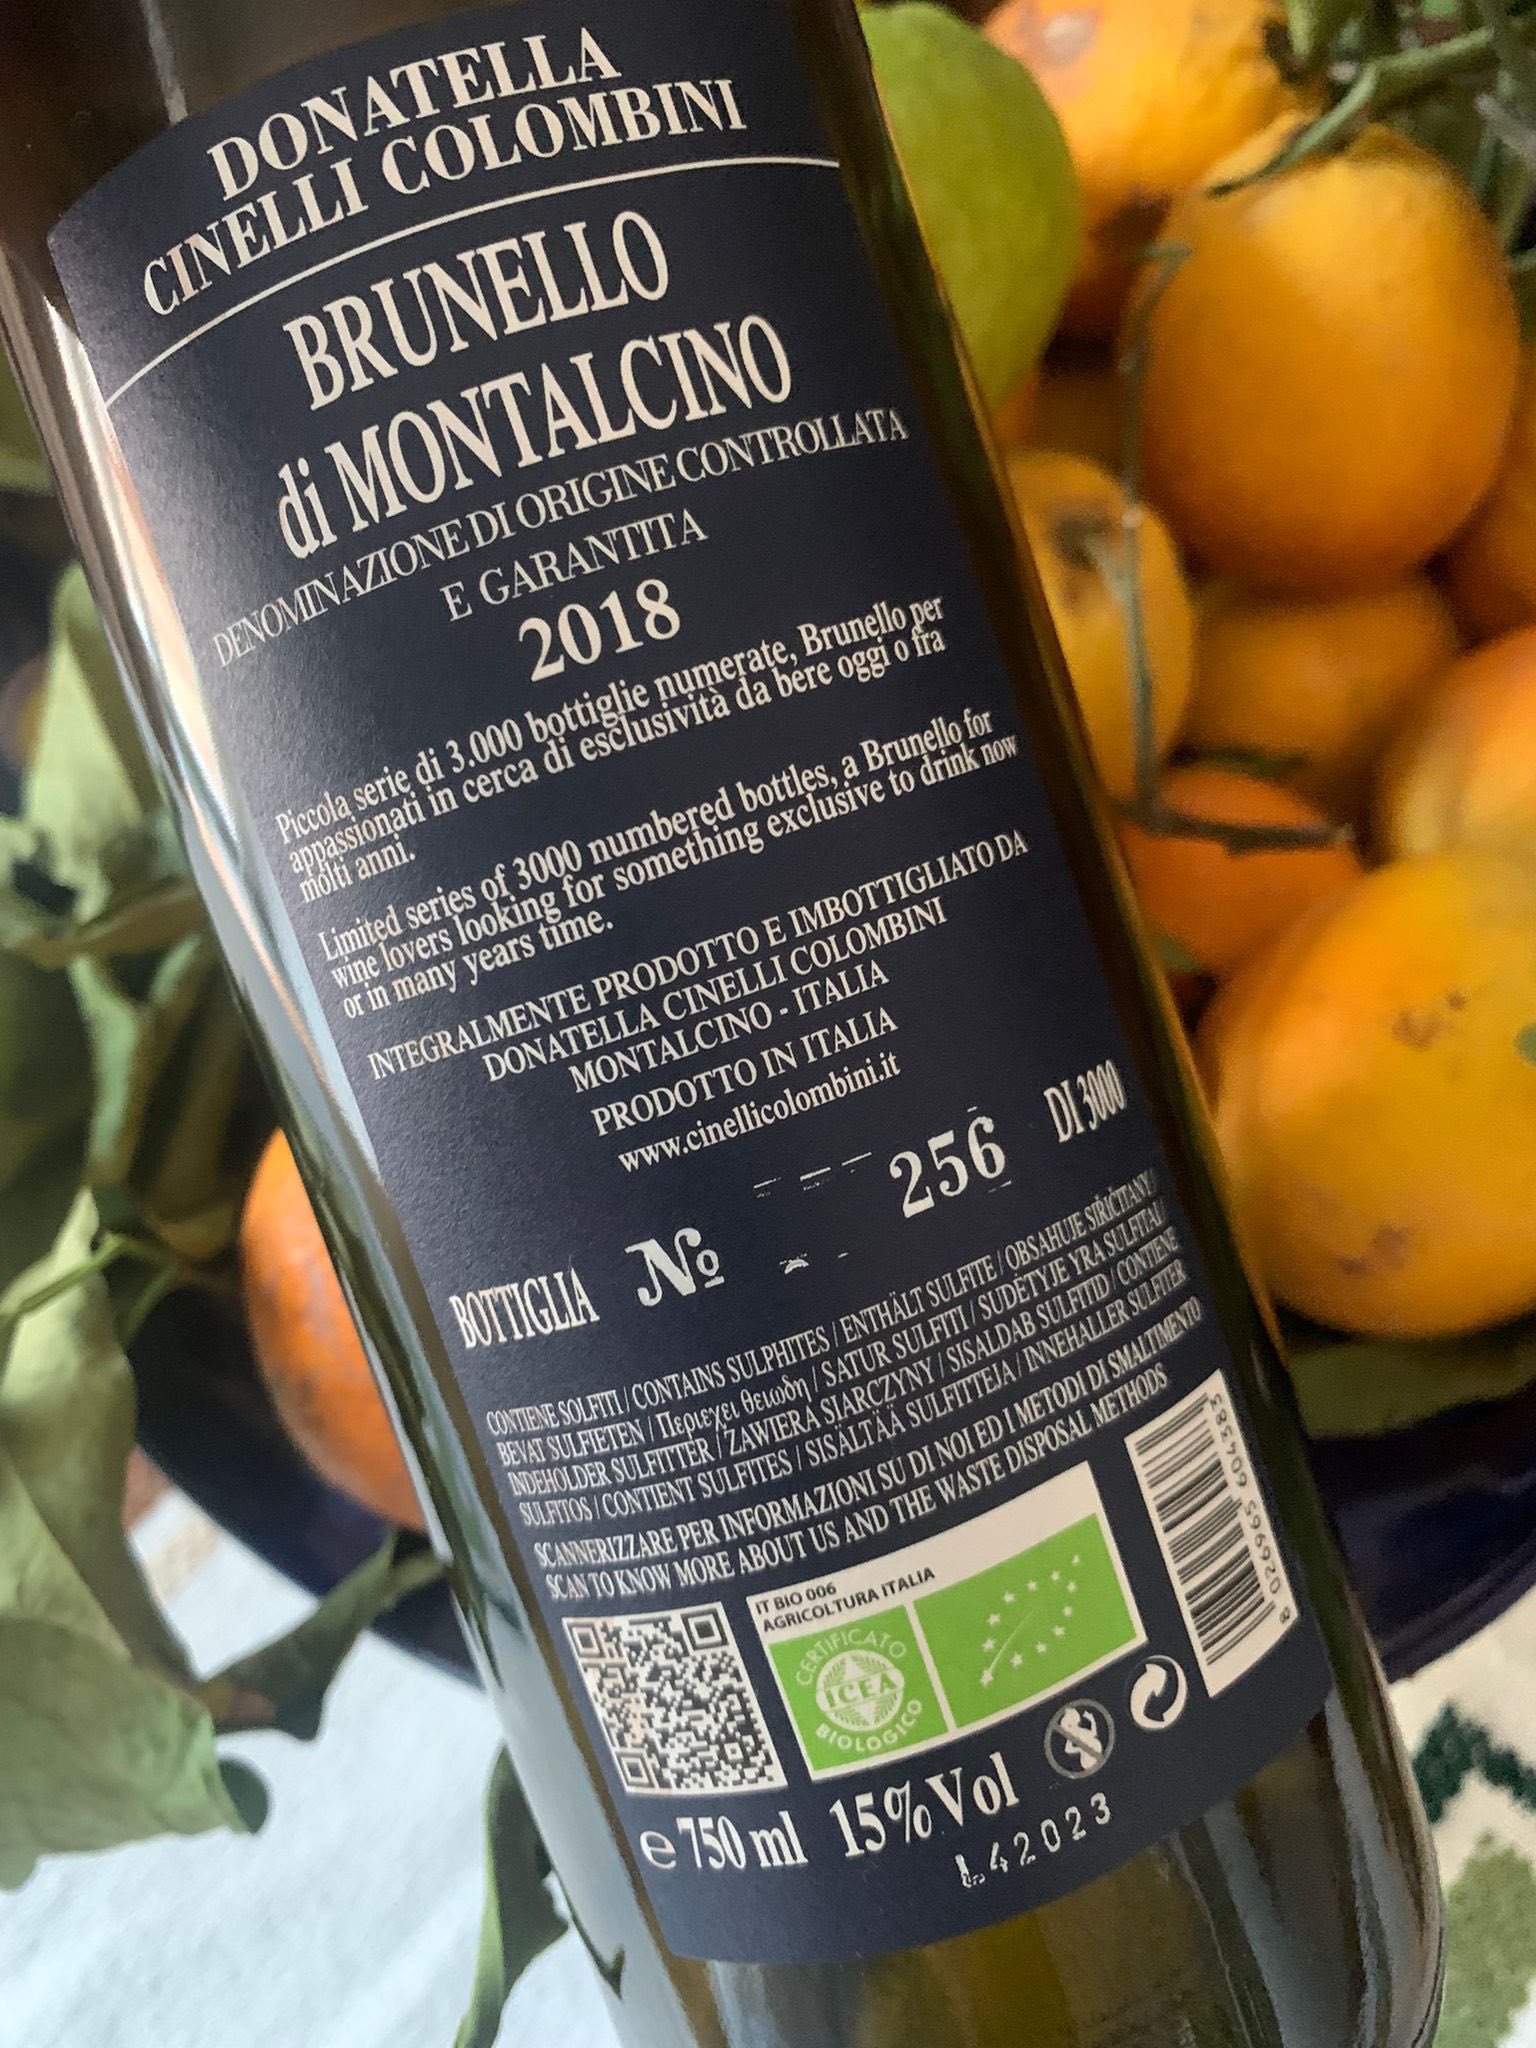 DONATELLA
CINELLI COLOMBINI
BRUNELLO
di MONTALCINO
DENOMINAZIONE DI ORIGINE CONTROLLATA
E GARANTITA
2018
Piccola serie di 3.000 bottiglie numerate, Brunello per
appassionati in cerca di esclusività da bere oggi o fra
molti anni.
Limited series of 3000 numbered bottles, a Brunello for
wine lovers looking for something exclusive to drink now
or in many years time.
INTEGRALMENTE PRODOTTO E IMBOTTIGLIATO DA
DONATELLA CINELLI COLOMBINI
MONTALCINO - ITALIA
PRODOTTO IN ITALIA
www.cinellicolombini.it
BOTTIGLIA No 256 DI 3000
CONTIENE SOLFITI / CONTAINS SULPHITES / ENTHÄLT SULFITE / OBSAHUJE SIŘIČITANY /
BEVAT SULFIETEN / Περιεχει θειωδη / SATUR SULFITI / SUDĖTYJE YRA SULFITAI /
INDEHOLDER SULFITTER / ZAWIERA SIARCZYNY / SISALDAB SULFITID / CONTIENE
SULFITOS / CONTIENT SULFITES / SISÄLTÄÄ SULFITTEJA / INNEHALLER SULFITER
SCANNERIZZARE PER INFORMAZIONI SU DI NOI ED I METODI DI SMALTIMENTO
SCAN TO KNOW MORE ABOUT US AND THE WASTE DISPOSAL METHODS
IT BIO 006
AGRICOLTURA ITALIA
CERTIFICATO
ICEA
BIOLOGICO
8 026965 604383
e 750 ml 15% Vol
L.42023